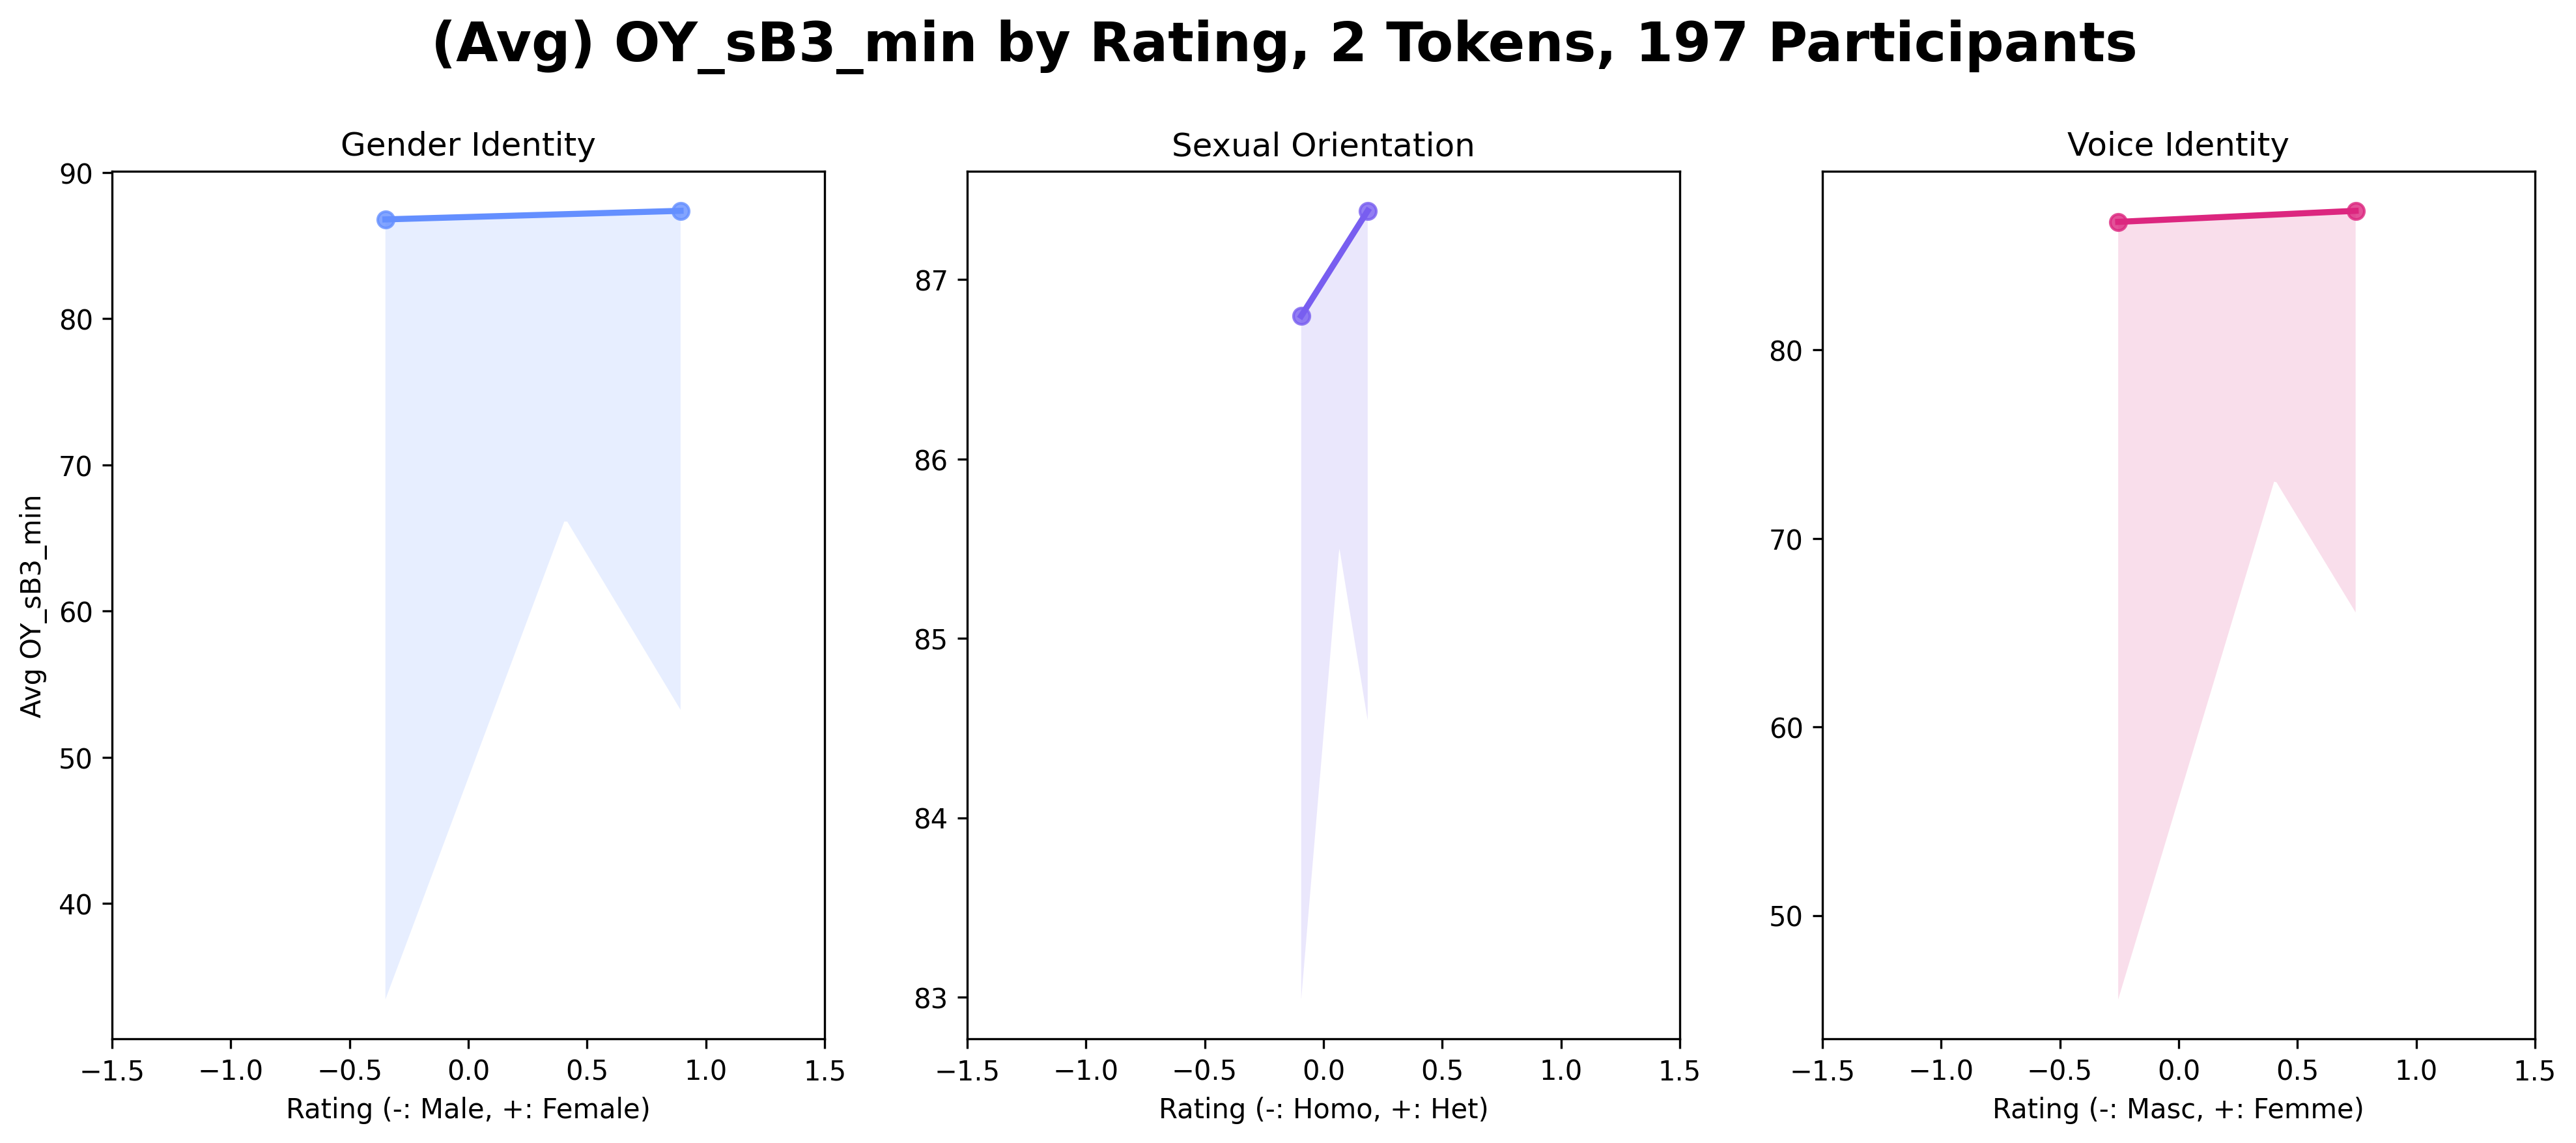 (Avg) OY_sB3_min by Rating, 2 Tokens, 197 Participants
Gender Identity
Avg OY_sB3_min
90
80
70
60
50
40
−1.5 −1.0 −0.5 0.0 0.5 1.0 1.5
Rating (-: Male, +: Female)
Sexual Orientation
87
86
85
84
83
−1.5 −1.0 −0.5 0.0 0.5 1.0 1.5
Rating (-: Homo, +: Het)
Voice Identity
80
70
60
50
−1.5 −1.0 −0.5 0.0 0.5 1.0 1.5
Rating (-: Masc, +: Femme)